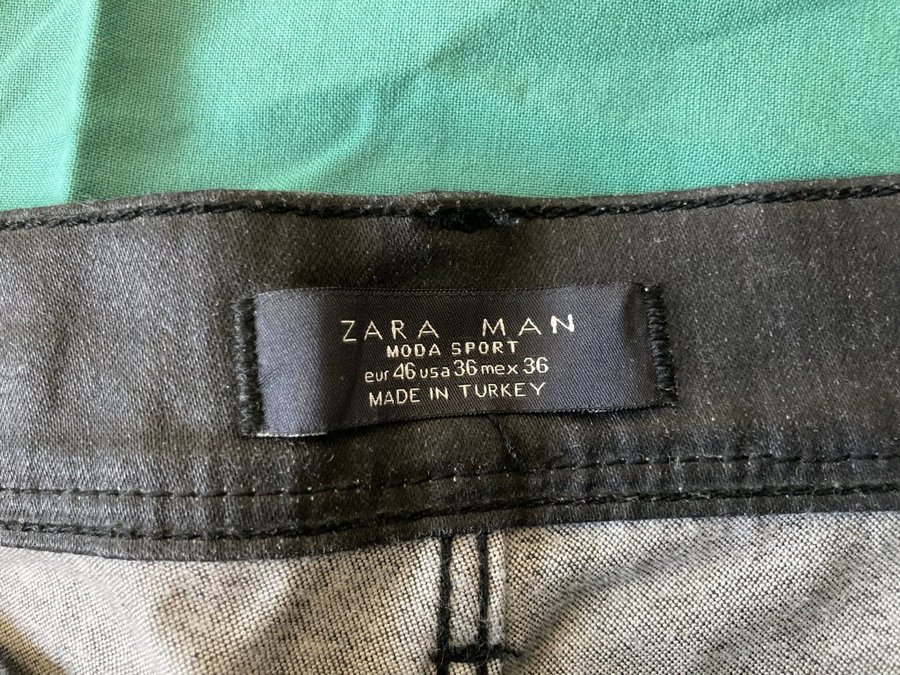 ZARA MAN
MODA SPORT
eur 46 usa 36 mex 36
MADE IN TURKEY